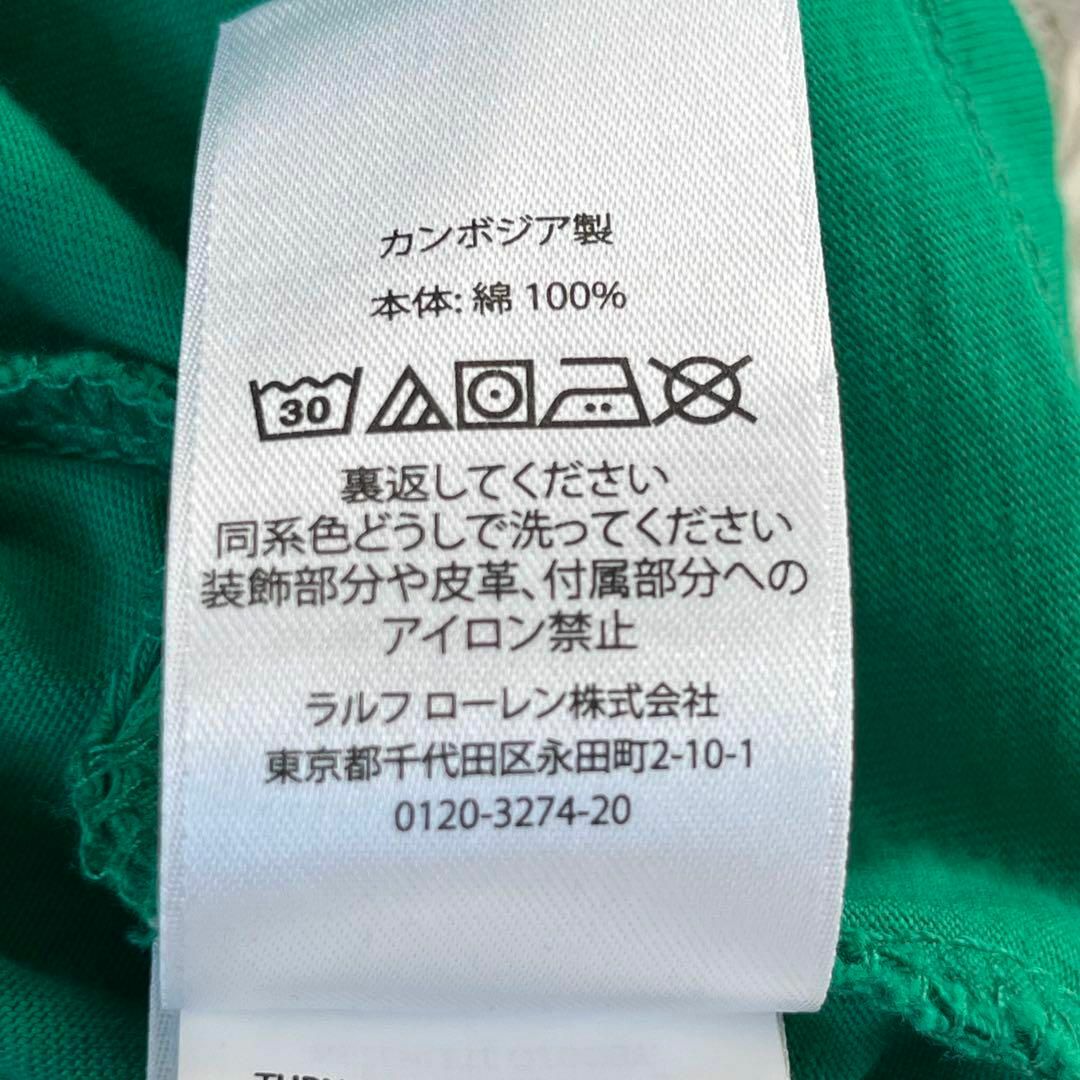 カンボジア製
本体: 綿 100%
30
裏返してください
同系色どうしで洗ってください
装飾部分や皮革、付属部分への
アイロン禁止
ラルフ ローレン株式会社
東京都千代田区永田町2-10-1
0120-3274-20